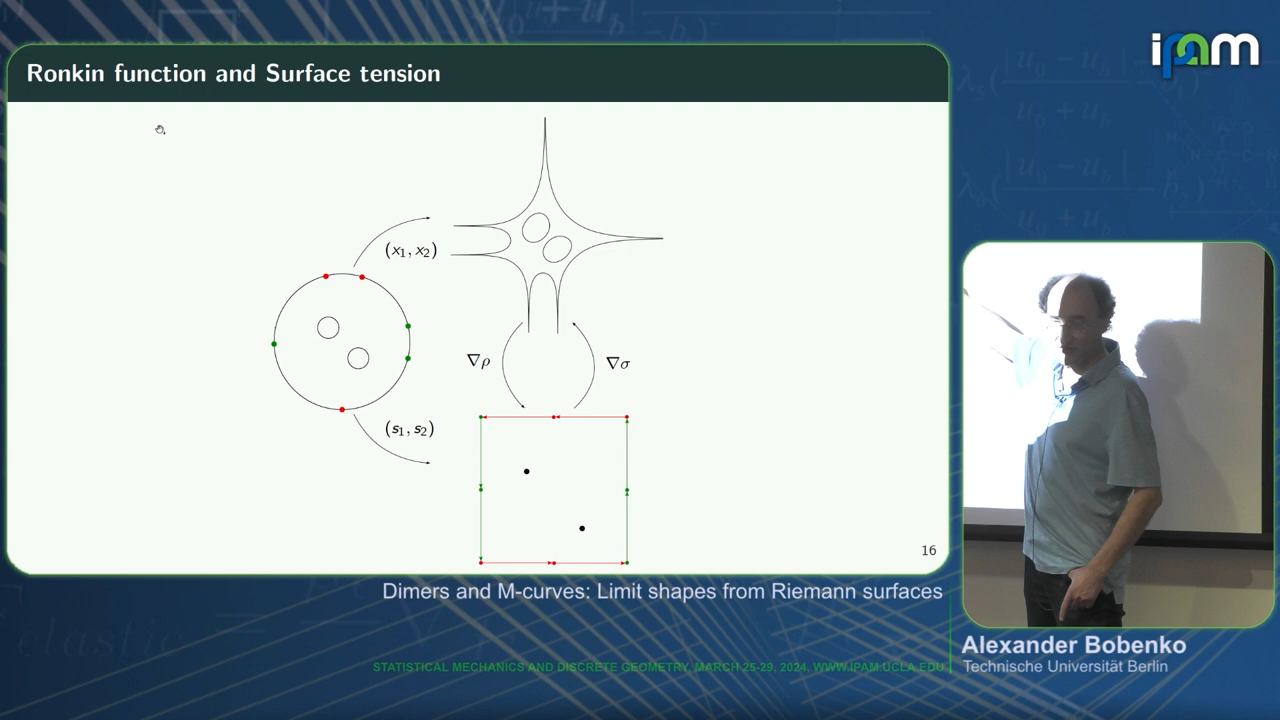 ipam
Ronkin function and Surface tension
(x₁, x₂)
∇ρ
∇σ
(s₁, s₂)
16
Dimers and M-curves: Limit shapes from Riemann surfaces
Alexander Bobenko
Technische Universität Berlin
STATISTICAL MECHANICS AND DISCRETE GEOMETRY, MARCH 25-29, 2024, WWW.IPAM.UCLA.EDU
elastic